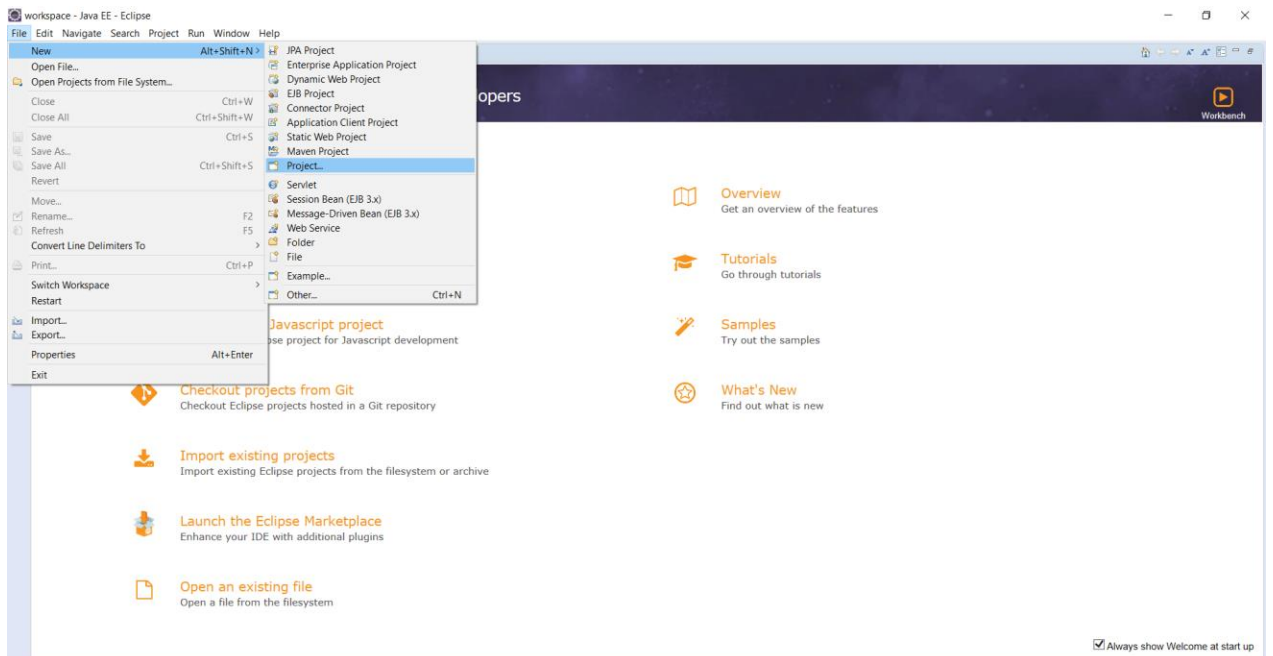 workspace - Java EE - Eclipse
File Edit Navigate Search Project Run Window Help
New Alt+Shift+N >
Open File...
Open Projects from File System...
Close Ctrl+W
Close All Ctrl+Shift+W
Save Ctrl+S
Save As...
Save All Ctrl+Shift+S
Revert
Move...
Rename... F2
Refresh F5
Convert Line Delimiters To >
Print... Ctrl+P
Switch Workspace >
Restart
Import...
Export...
Properties Alt+Enter
Exit
JPA Project
Enterprise Application Project
Dynamic Web Project
EJB Project
Connector Project
Application Client Project
Static Web Project
Maven Project
Project...
Servlet
Session Bean (EJB 3.x)
Message-Driven Bean (EJB 3.x)
Web Service
Folder
File
Example...
Other... Ctrl+N
opers
Workbench
Javascript project
pse project for Javascript development
Checkout projects from Git
Checkout Eclipse projects hosted in a Git repository
Import existing projects
Import existing Eclipse projects from the filesystem or archive
Launch the Eclipse Marketplace
Enhance your IDE with additional plugins
Open an existing file
Open a file from the filesystem
Overview
Get an overview of the features
Tutorials
Go through tutorials
Samples
Try out the samples
What's New
Find out what is new
Always show Welcome at start up